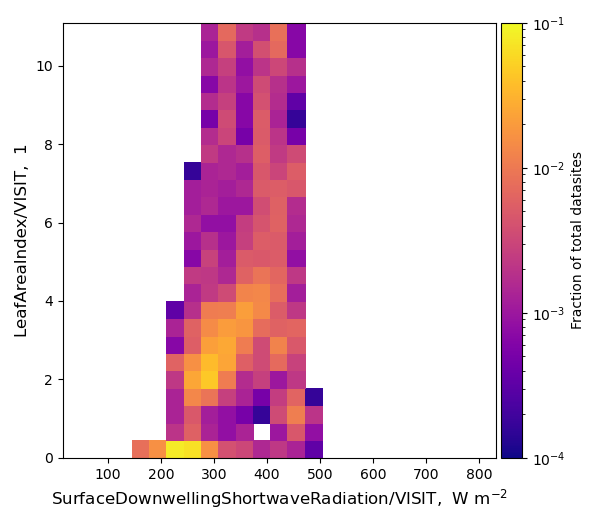 10
8
6
4
2
0
LeafAreaIndex/VISIT,  1
100 200 300 400 500 600 700 800
SurfaceDownwellingShortwaveRadiation/VISIT,  W m⁻²
10⁻¹
10⁻²
10⁻³
10⁻⁴
Fraction of total datasites